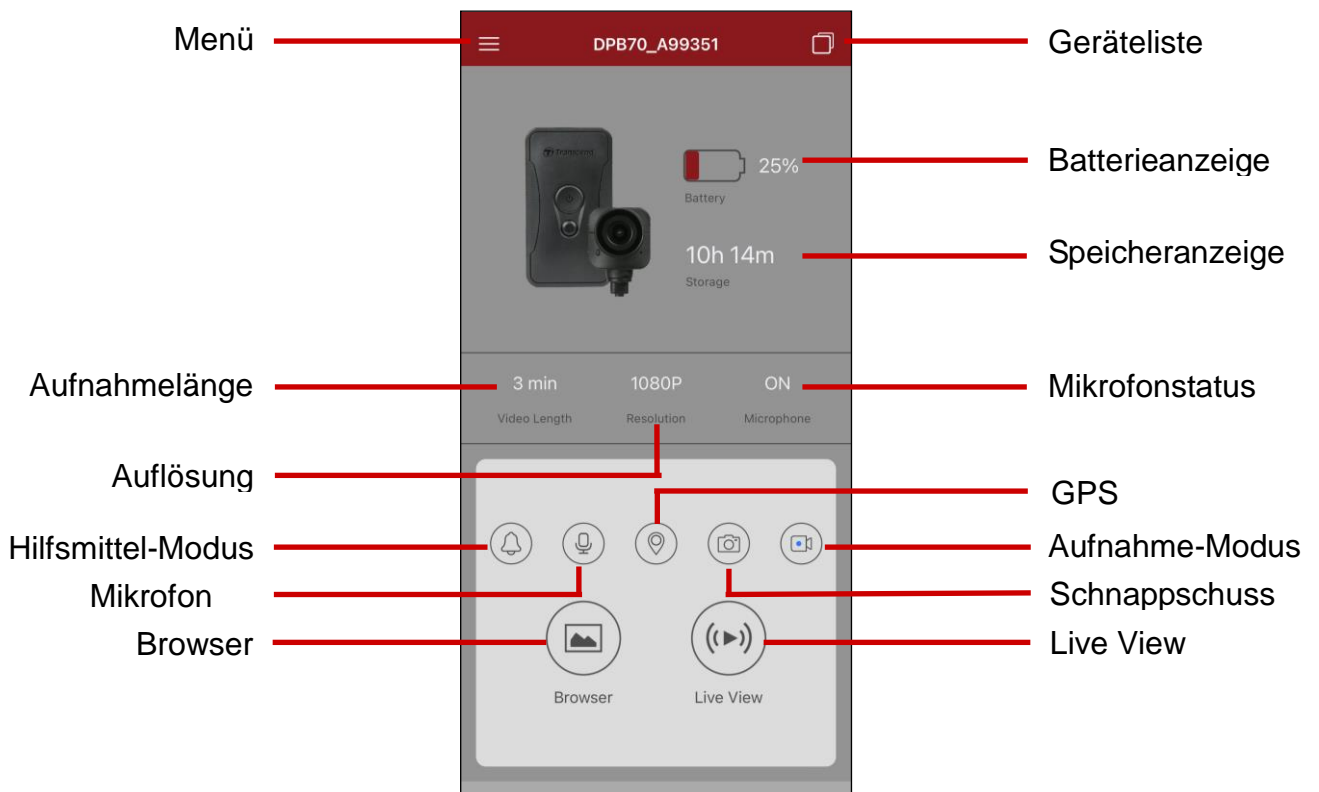 Menü
DPB70_A99351
Geräteliste
Transcend
25%
Batterieanzeige
Battery
10h 14m
Speicheranzeige
Storage
Aufnahmelänge
3 min
1080P
ON
Mikrofonstatus
Video Length
Resolution
Microphone
Auflösung
GPS
Hilfsmittel-Modus
Aufnahme-Modus
Mikrofon
Schnappschuss
Browser
Live View
Browser
Live View